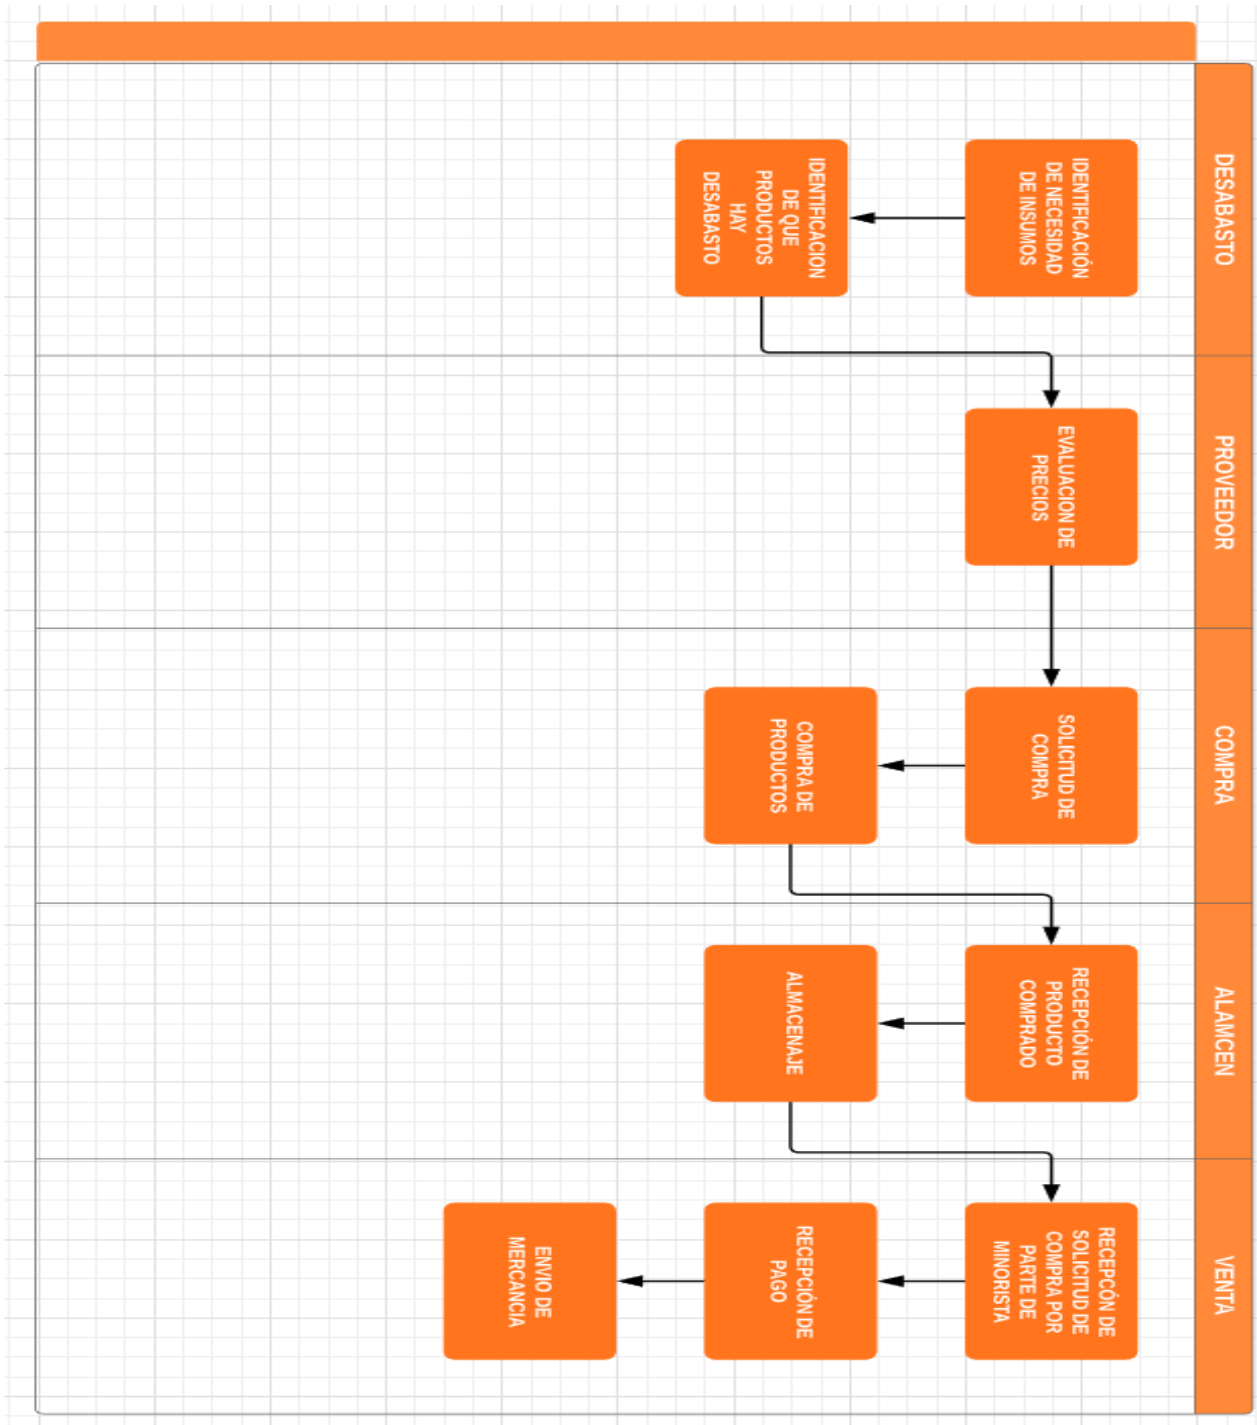 DESABASTO
PROVEEDOR
COMPRA
ALAMCEN
VENTA
IDENTIFICACIÓN
DE NECESIDAD
DE INSUMOS
IDENTIFICACION
DE QUE
PRODUCTOS
HAY
DESABASTO
EVALUACION DE
PRECIOS
SOLICITUD DE
COMPRA
COMPRA DE
PRODUCTOS
RECEPCIÓN DE
PRODUCTO
COMPRADO
ALMACENAJE
RECEPCÓN DE
SOLICITUD DE
COMPRA POR
PARTE DE
MINORISTA
RECEPCIÓN DE
PAGO
ENVIO DE
MERCANCIA